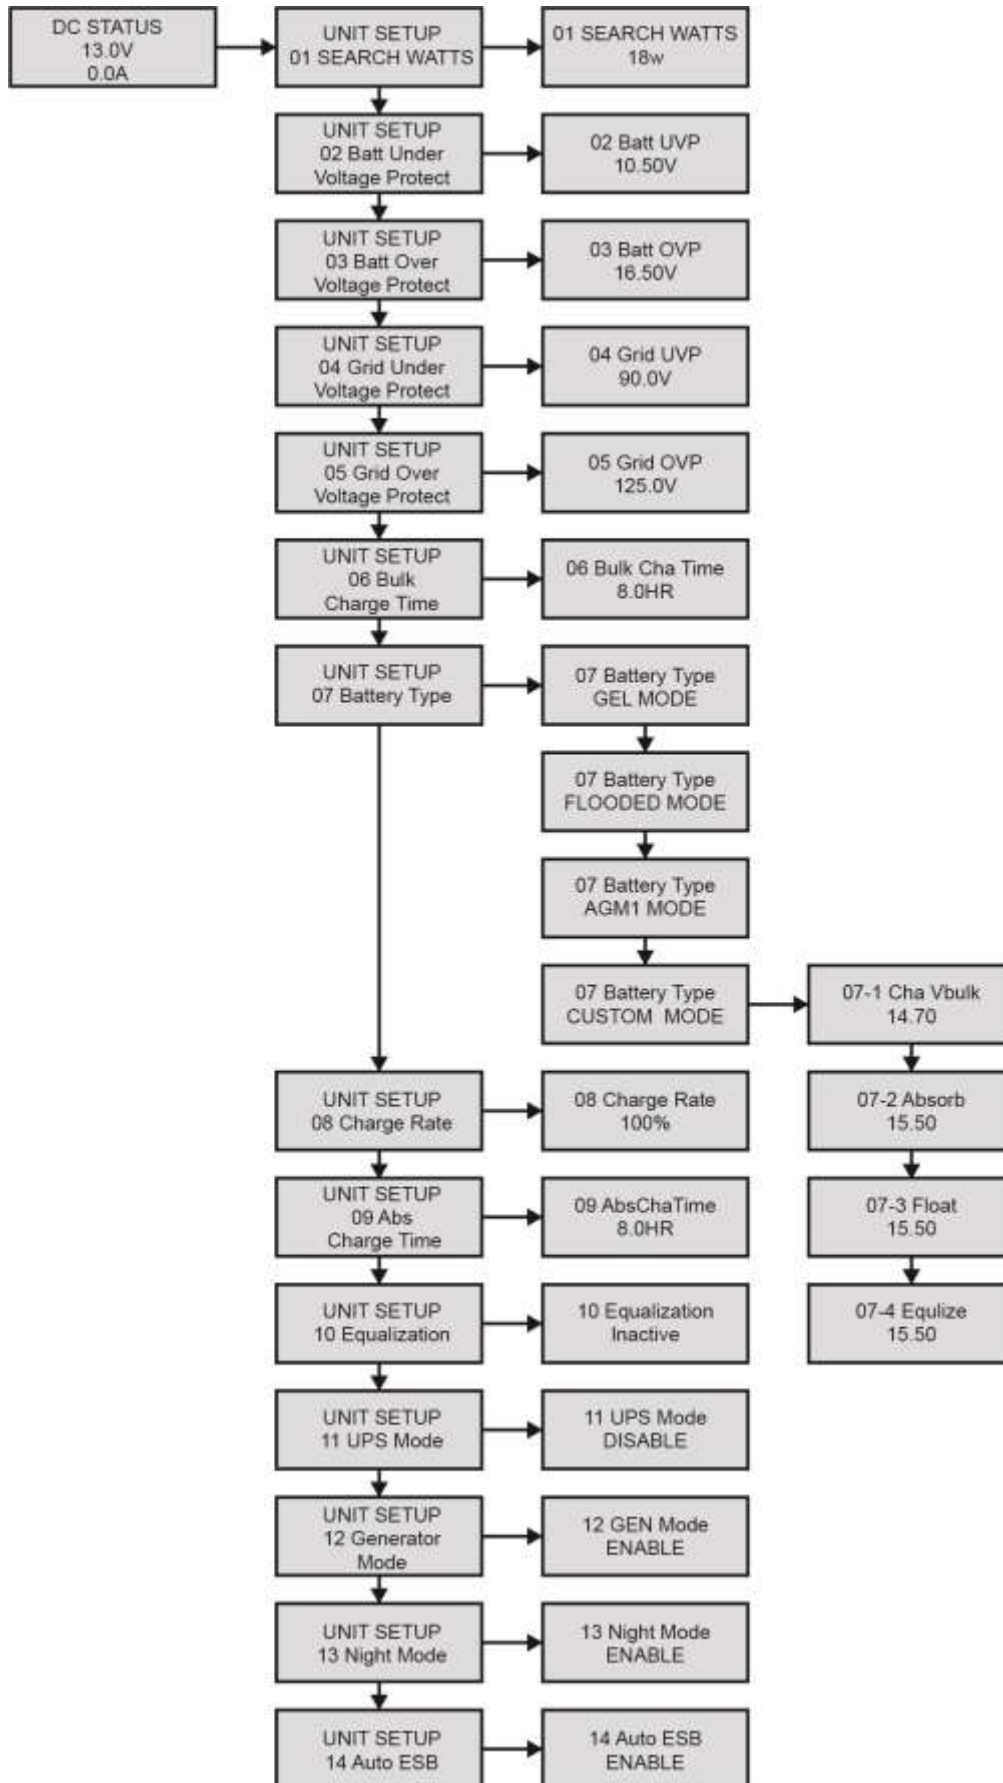 DC STATUS
13.0V
0.0A
UNIT SETUP
01 SEARCH WATTS
01 SEARCH WATTS
18w
UNIT SETUP
02 Batt Under
Voltage Protect
02 Batt UVP
10.50V
UNIT SETUP
03 Batt Over
Voltage Protect
03 Batt OVP
16.50V
UNIT SETUP
04 Grid Under
Voltage Protect
04 Grid UVP
90.0V
UNIT SETUP
05 Grid Over
Voltage Protect
05 Grid OVP
125.0V
UNIT SETUP
06 Bulk
Charge Time
06 Bulk Cha Time
8.0HR
UNIT SETUP
07 Battery Type
07 Battery Type
GEL MODE
07 Battery Type
FLOODED MODE
07 Battery Type
AGM1 MODE
07 Battery Type
CUSTOM MODE
07-1 Cha Vbulk
14.70
UNIT SETUP
08 Charge Rate
08 Charge Rate
100%
07-2 Absorb
15.50
UNIT SETUP
09 Abs
Charge Time
09 AbsChaTime
8.0HR
07-3 Float
15.50
UNIT SETUP
10 Equalization
10 Equalization
Inactive
07-4 Equlize
15.50
UNIT SETUP
11 UPS Mode
11 UPS Mode
DISABLE
UNIT SETUP
12 Generator
Mode
12 GEN Mode
ENABLE
UNIT SETUP
13 Night Mode
13 Night Mode
ENABLE
UNIT SETUP
14 Auto ESB
14 Auto ESB
ENABLE